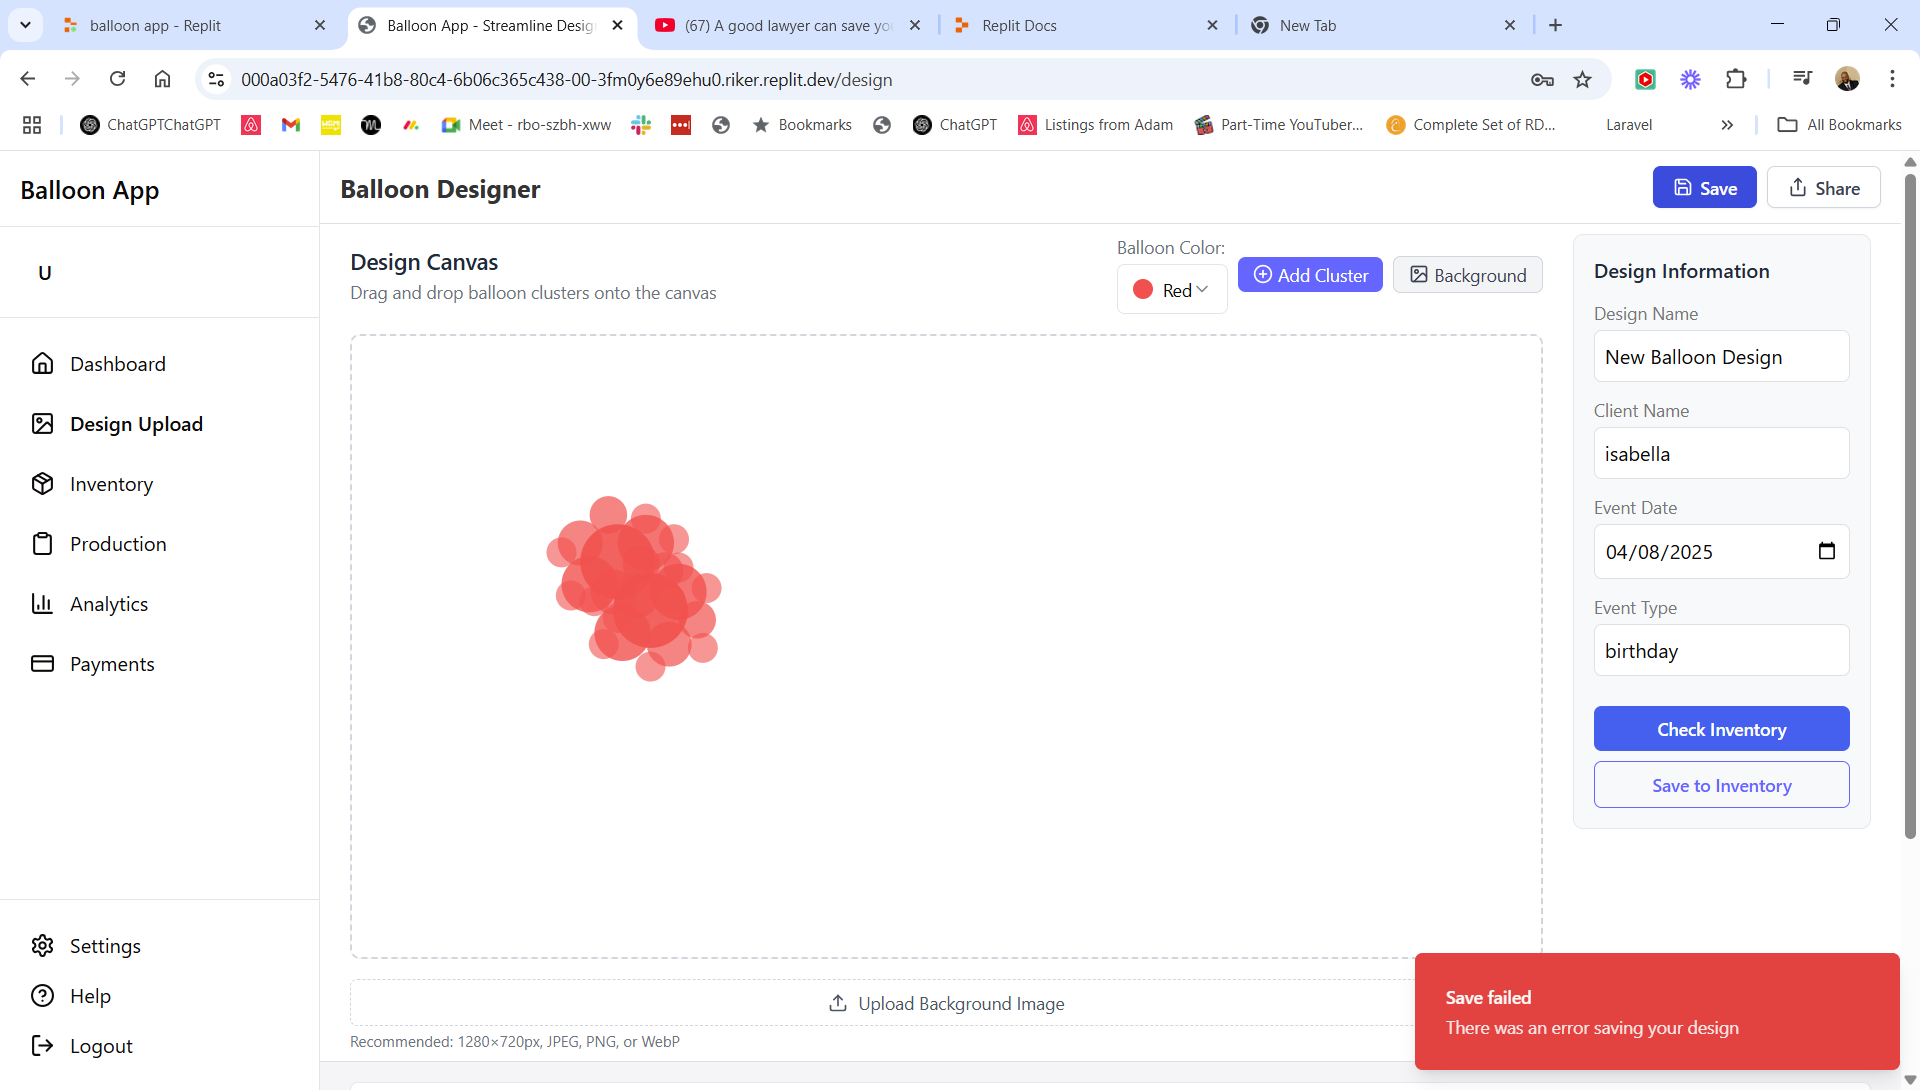 balloon app - Replit
Balloon App - Streamline Desig
(67) A good lawyer can save yo
Replit Docs
New Tab
000a03f2-5476-41b8-80c4-6b06c365c438-00-3fm0y6e89ehu0.riker.replit.dev/design
ChatGPTChatGPT
Meet - rbo-szbh-xww
Bookmarks
ChatGPT
Listings from Adam
Part-Time YouTuber...
Complete Set of RD...
Laravel
All Bookmarks
Balloon App
U
Dashboard
Design Upload
Inventory
Production
Analytics
Payments
Settings
Help
Logout
Balloon Designer
Save
Share
Design Canvas
Drag and drop balloon clusters onto the canvas
Balloon Color:
Red
Add Cluster
Background
Upload Background Image
Recommended: 1280×720px, JPEG, PNG, or WebP
Design Information
Design Name
New Balloon Design
Client Name
isabella
Event Date
04/08/2025
Event Type
birthday
Check Inventory
Save to Inventory
Save failed
There was an error saving your design